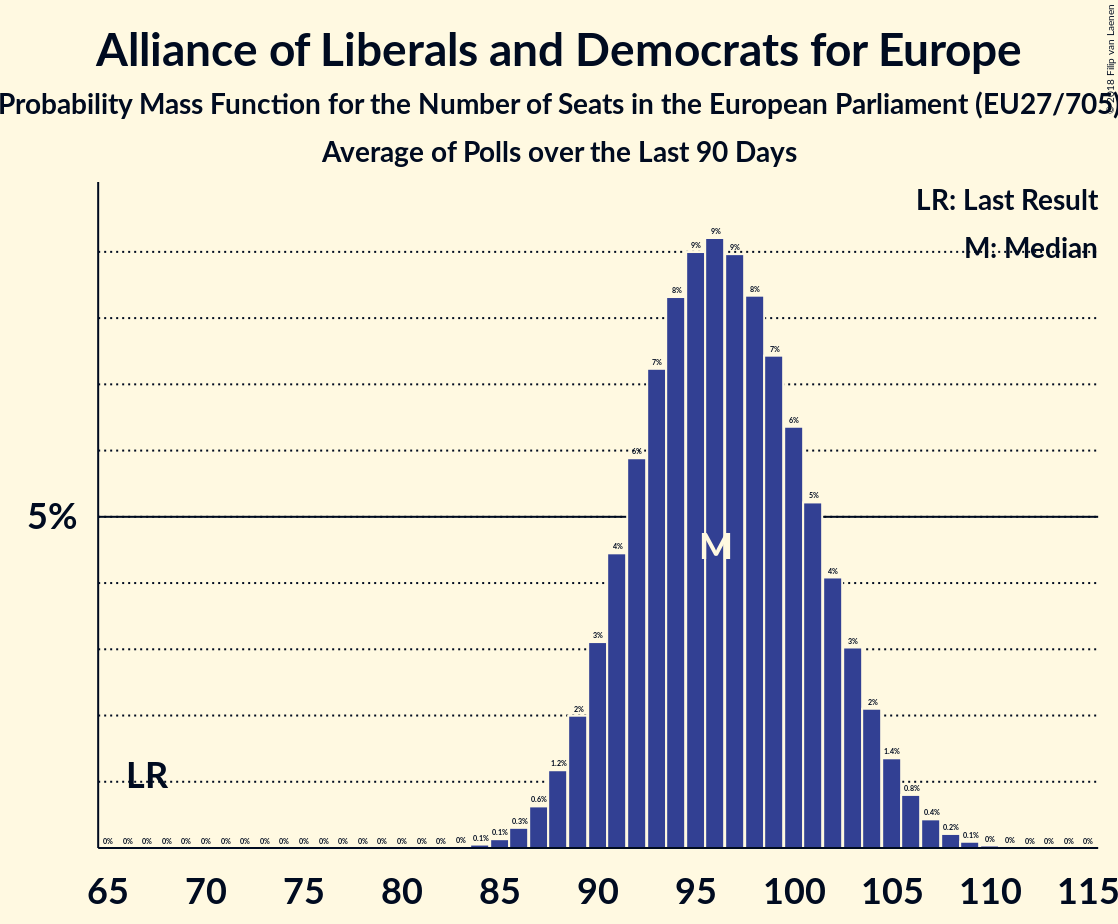 Alliance of Liberals and Democrats for Europe
Probability Mass Function for the Number of Seats in the European Parliament (EU27/705)
Average of Polls over the Last 90 Days
LR: Last Result
M: Median
9%
9% 9%
8% 8%
7% 7%
6% 6%
5%
5%
4% M 4%
3% 3%
2% 2%
LR 1.2% 1.4%
0.6% 0.8%
0.3% 0.4%
0% 0% 0% 0% 0% 0% 0% 0% 0% 0% 0% 0% 0% 0% 0% 0% 0% 0% 0% 0.1% 0.1% 0.2% 0.1% 0% 0% 0% 0% 0% 0%
65 70 75 80 85 90 95 100 105 110 115